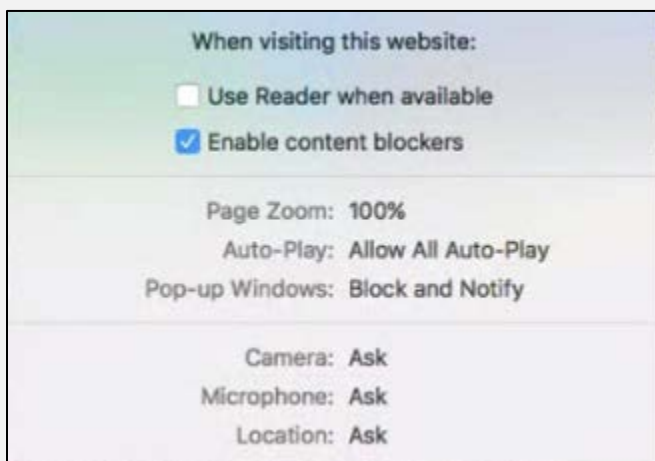 When visiting this website:
Use Reader when available
Enable content blockers
Page Zoom: 100%
Auto-Play: Allow All Auto-Play
Pop-up Windows: Block and Notify
Camera: Ask
Microphone: Ask
Location: Ask